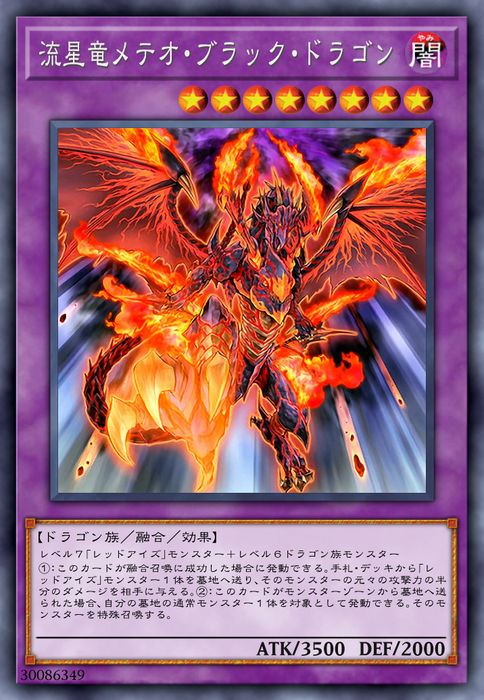 流星竜メテオ・ブラック・ドラゴン
やみ
闇
【ドラゴン族／融合／効果】
レベル７「レッドアイズ」モンスター＋レベル６ドラゴン族モンスター
①：このカードが融合召喚に成功した場合に発動できる。手札・デッキから「レ
ッドアイズ」モンスター１体を墓地へ送り、そのモンスターの元々の攻撃力の半
分のダメージを相手に与える。②：このカードがモンスターゾーンから墓地へ送
られた場合、自分の墓地の通常モンスター１体を対象として発動できる。そのモ
ンスターを特殊召喚する。
ATK/3500 DEF/2000
30086349